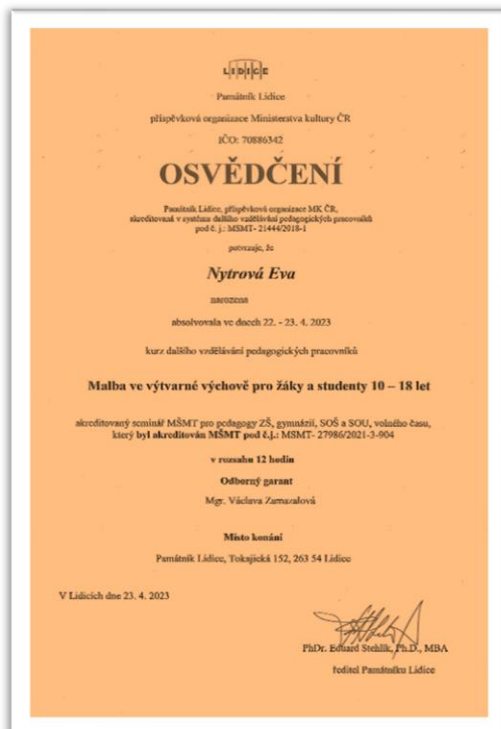 LIDICE
Památník Lidice
příspěvková organizace Ministerstva kultury ČR
IČO: 70886342
OSVĚDČENÍ
Památník Lidice, příspěvková organizace MK ČR,
akreditovaná v systému dalšího vzdělávání pedagogických pracovníků
pod č. j.: MSMT- 21444/2018-1
potvrzuje, že
Nytrová Eva
narozena
absolvovala ve dnech 22. - 23. 4. 2023
kurz dalšího vzdělávání pedagogických pracovníků
Malba ve výtvarné výchově pro žáky a studenty 10 – 18 let
akreditovaný seminář MŠMT pro pedagogy ZŠ, gymnázií, SOŠ a SOU, volného času,
který byl akreditován MŠMT pod č.j.: MSMT- 27986/2021-3-904
v rozsahu 12 hodin
Odborný garant
Mgr. Václava Zamazalová
Místo konání
Památník Lidice, Tokajická 152, 263 54 Lidice
V Lidicích dne 23. 4. 2023
PhDr. Eduard Stehlík, Ph.D., MBA
ředitel Památníku Lidice